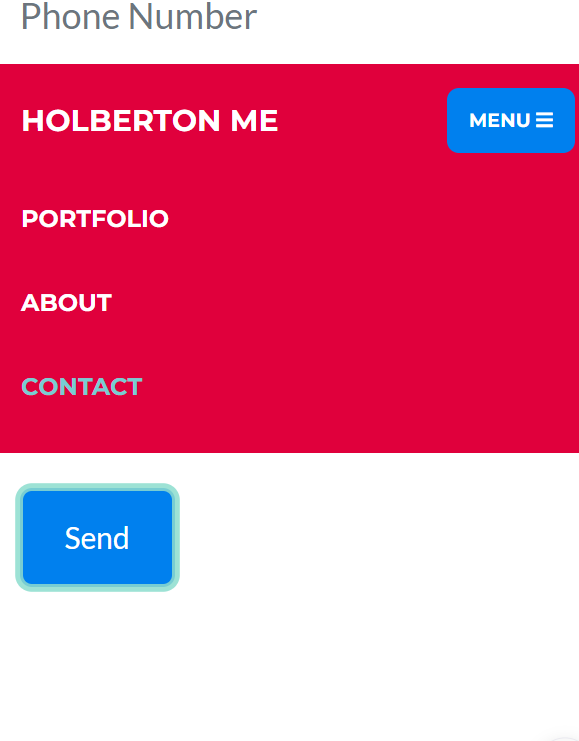 Phone Number
HOLBERTON ME
MENU
PORTFOLIO
ABOUT
CONTACT
Send